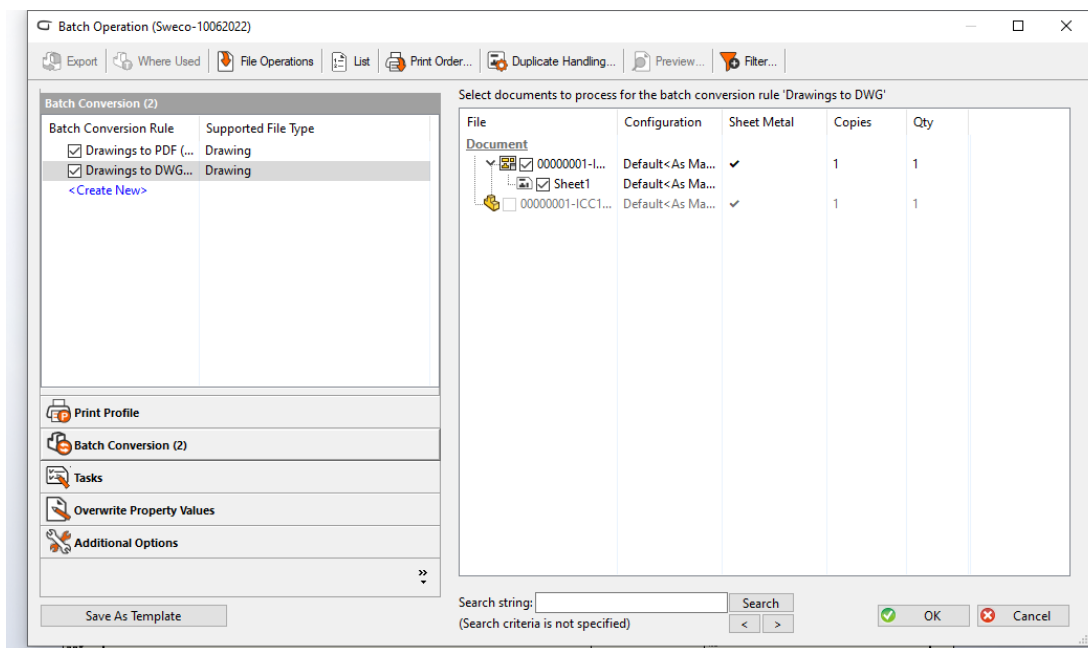 Batch Operation (Sweco-10062022)
Export Where Used File Operations List Print Order... Duplicate Handling... Preview... Filter...
Batch Conversion (2)
Batch Conversion Rule Supported File Type
Drawings to PDF (... Drawing
Drawings to DWG... Drawing
<Create New>
Print Profile
Batch Conversion (2)
Tasks
Overwrite Property Values
Additional Options
»
Save As Template
Select documents to process for the batch conversion rule 'Drawings to DWG'
File Configuration Sheet Metal Copies Qty
Document
00000001-I... Default<As Ma... ✔ 1 1
Sheet1 Default<As Ma...
00000001-ICC1... Default<As Ma... ✔ 1 1
Search string: Search
(Search criteria is not specified) < >
OK Cancel